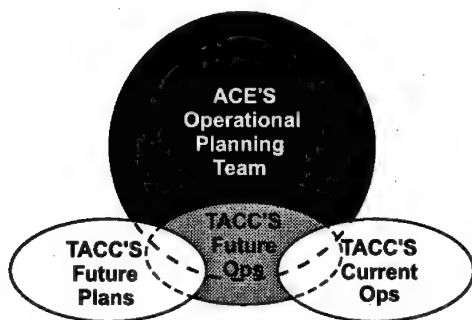 ACE'S
Operational
Planning
Team
TACC'S
Future
Plans
TACC'S
Future
Ops
TACC'S
Current
Ops